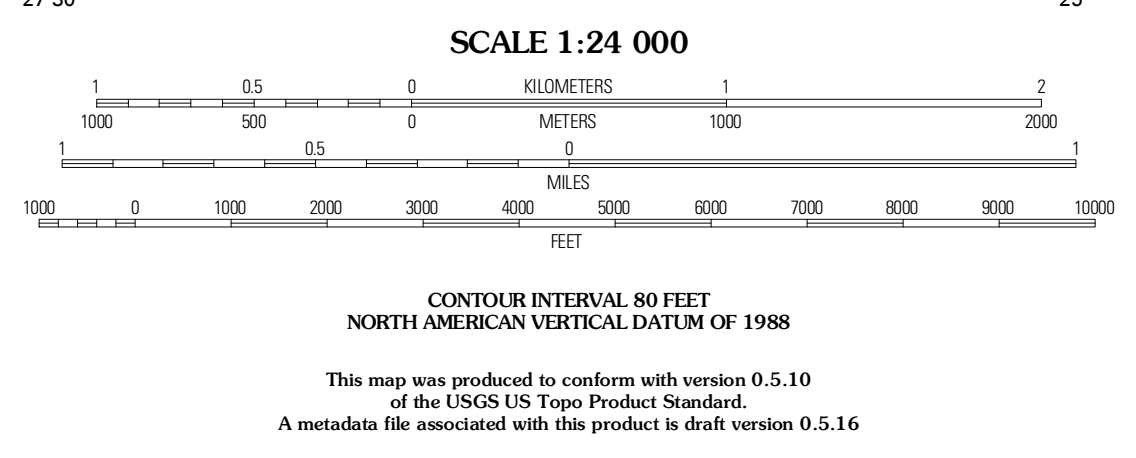 27'30"
25'
SCALE 1:24 000
1 0.5 0 KILOMETERS 1 2
1000 500 0 METERS 1000 2000
1 0.5 0 1
MILES
1000 0 1000 2000 3000 4000 5000 6000 7000 8000 9000 10000
FEET
CONTOUR INTERVAL 80 FEET
NORTH AMERICAN VERTICAL DATUM OF 1988
This map was produced to conform with version 0.5.10
of the USGS US Topo Product Standard.
A metadata file associated with this product is draft version 0.5.16